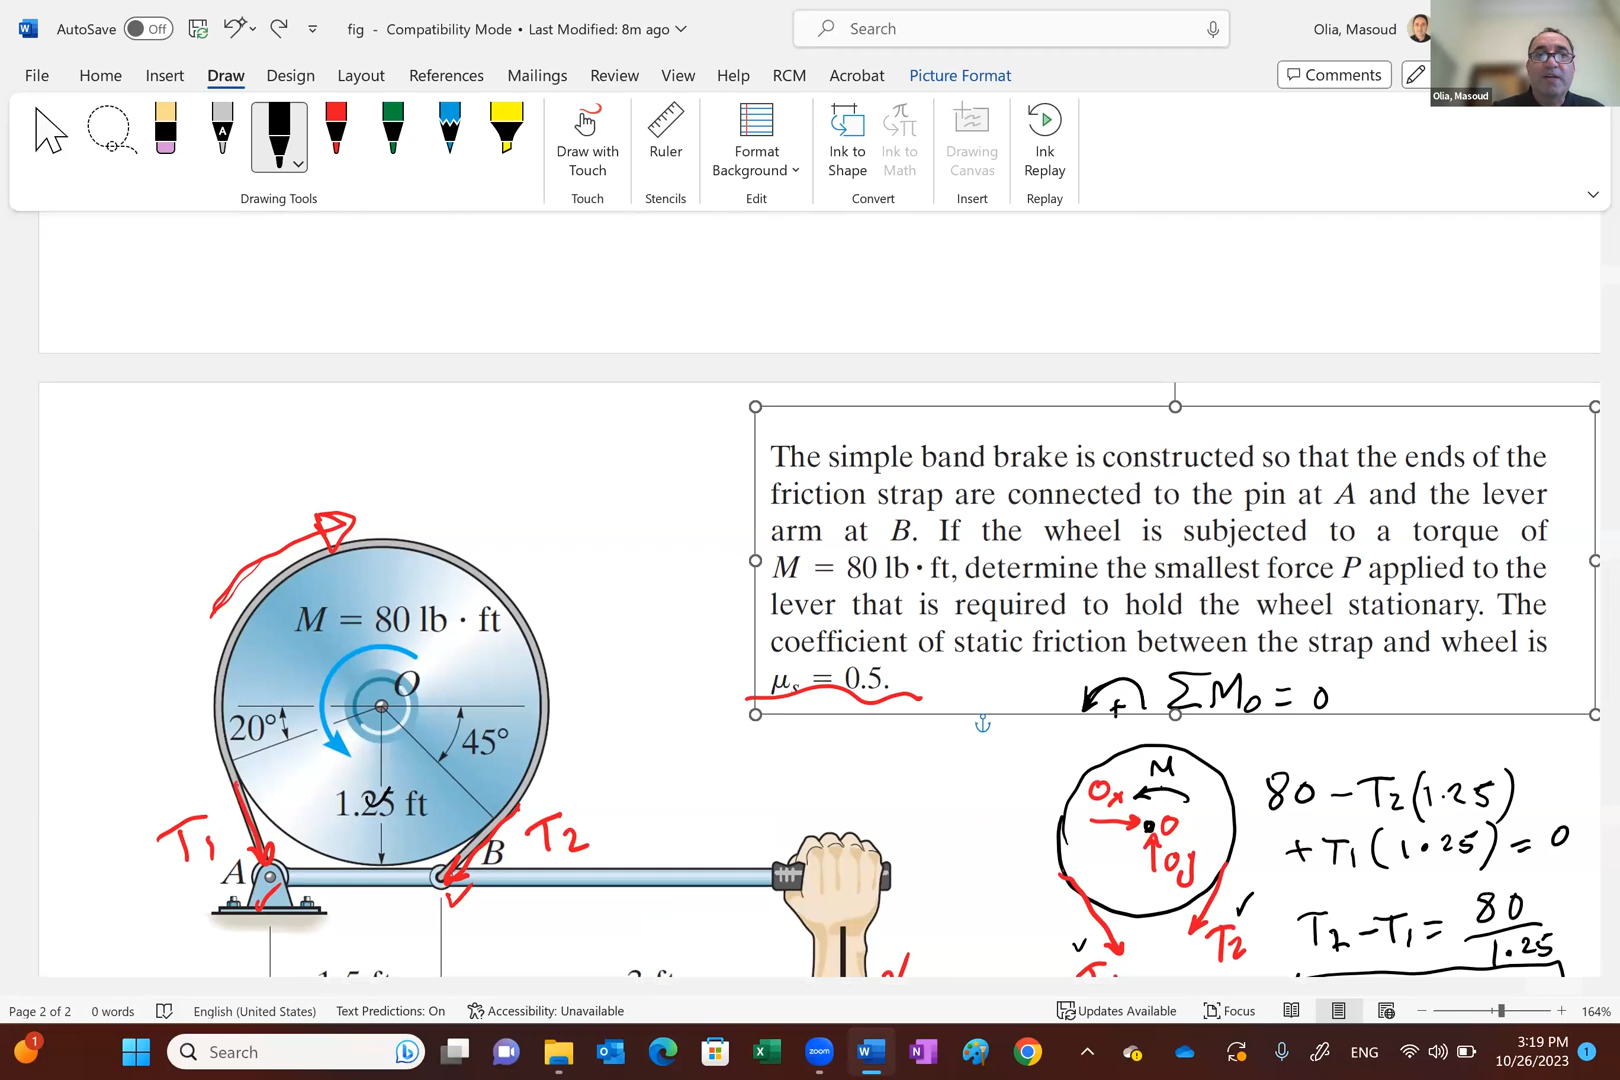 AutoSave Off fig - Compatibility Mode • Last Modified: 8m ago Search Olia, Masoud
File Home Insert Draw Design Layout References Mailings Review View Help RCM Acrobat Picture Format Comments
Olia, Masoud
A
Draw with Touch
Ruler
Format Background
Ink to Shape
Ink to Math
Drawing Canvas
Ink Replay
Drawing Tools Touch Stencils Edit Convert Insert Replay
The simple band brake is constructed so that the ends of the
friction strap are connected to the pin at A and the lever
arm at B. If the wheel is subjected to a torque of
M = 80 lb · ft, determine the smallest force P applied to the
lever that is required to hold the wheel stationary. The
coefficient of static friction between the strap and wheel is
μs = 0.5.
+ ΣMO = 0
M = 80 lb · ft
O
20°
45°
1.25 ft
T1
T2
A
B
M
Ox
O
Oy
T2
80 - T2(1.25)
+ T1(1.25) = 0
T2 - T1 = 80
1.25
Page 2 of 2 0 words English (United States) Text Predictions: On Accessibility: Unavailable Updates Available Focus 164%
1 Search zoom ENG 3:19 PM
10/26/2023 1